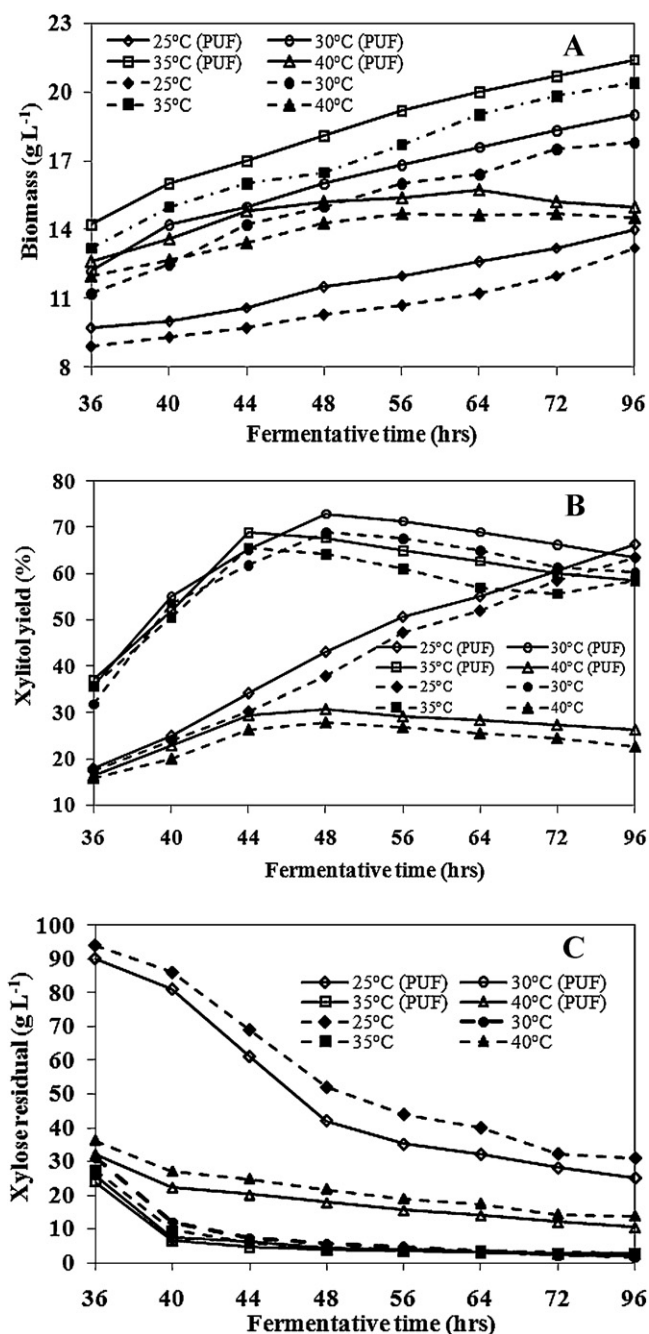 A
25°C (PUF) 30°C (PUF)
35°C (PUF) 40°C (PUF)
25°C 30°C
35°C 40°C
Biomass (g L-1)
23
20
17
14
11
8
36 40 44 48 56 64 72 96
Fermentative time (hrs)
B
Xylitol yield (%)
80
70
60
50
40
30
20
10
25°C (PUF) 30°C (PUF)
35°C (PUF) 40°C (PUF)
25°C 30°C
35°C 40°C
36 40 44 48 56 64 72 96
Fermentative time (hrs)
C
25°C (PUF) 30°C (PUF)
35°C (PUF) 40°C (PUF)
25°C 30°C
35°C 40°C
Xylose residual (g L-1)
100
90
80
70
60
50
40
30
20
10
0
36 40 44 48 56 64 72 96
Fermentative time (hrs)